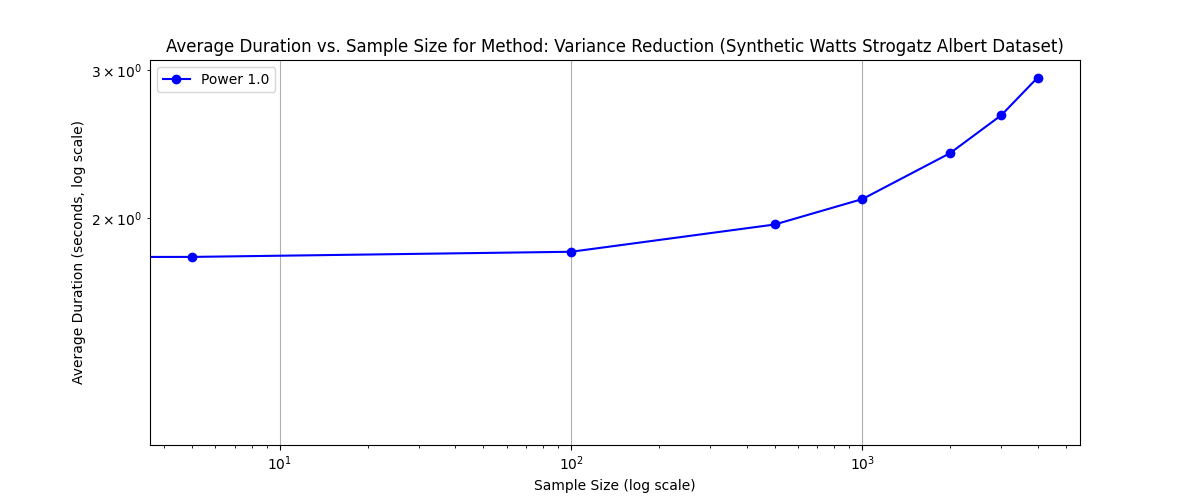 Average Duration vs. Sample Size for Method: Variance Reduction (Synthetic Watts Strogatz Albert Dataset)
Power 1.0
3 × 10⁰
2 × 10⁰
Average Duration (seconds, log scale)
10¹ 10² 10³
Sample Size (log scale)